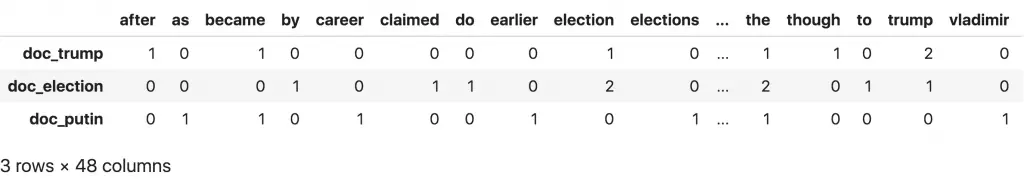 after as became by career claimed do earlier election elections ... the though to trump vladimir
doc_trump 1 0 1 0 0 0 0 0 1 0 ... 1 1 0 2 0
doc_election 0 0 0 1 0 1 1 0 2 0 ... 2 0 1 1 0
doc_putin 0 1 1 0 1 0 0 1 0 1 ... 1 0 0 0 1
3 rows × 48 columns